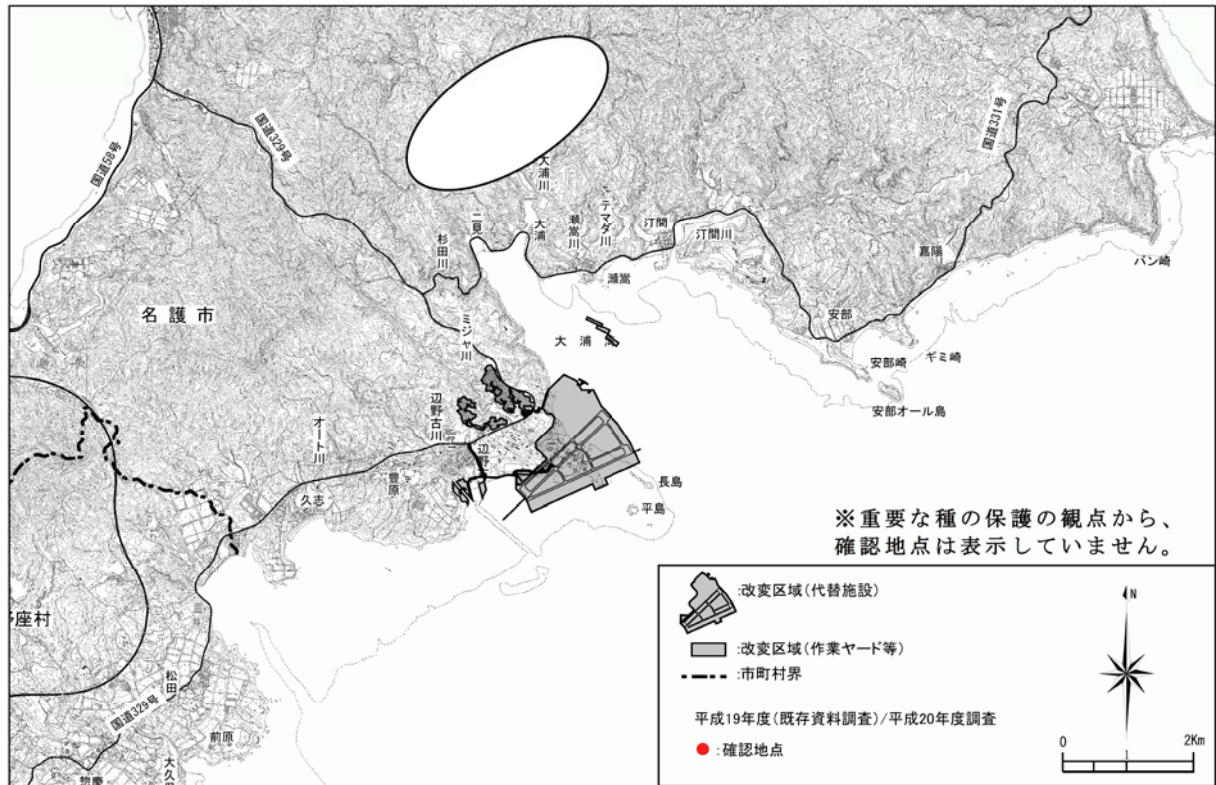 国道58号
国道329号
国道331号
大浦川
二見
大浦
瀬嵩川
テマダ川
汀間
汀間川
杉田川
瀬嵩
嘉陽
バン崎
名護市
ミジャ川
大浦湾
安部
安部崎
ギミ崎
安部オール島
辺野古川
オート川
辺野
豊原
久志
長島
平島
※重要な種の保護の観点から、
確認地点は表示していません。
座村
松田
国道329号
前原
惣慶
:改変区域(代替施設)
:改変区域(作業ヤード等)
:市町村界
平成19年度(既存資料調査)/平成20年度調査
:確認地点
N
0 1 2Km